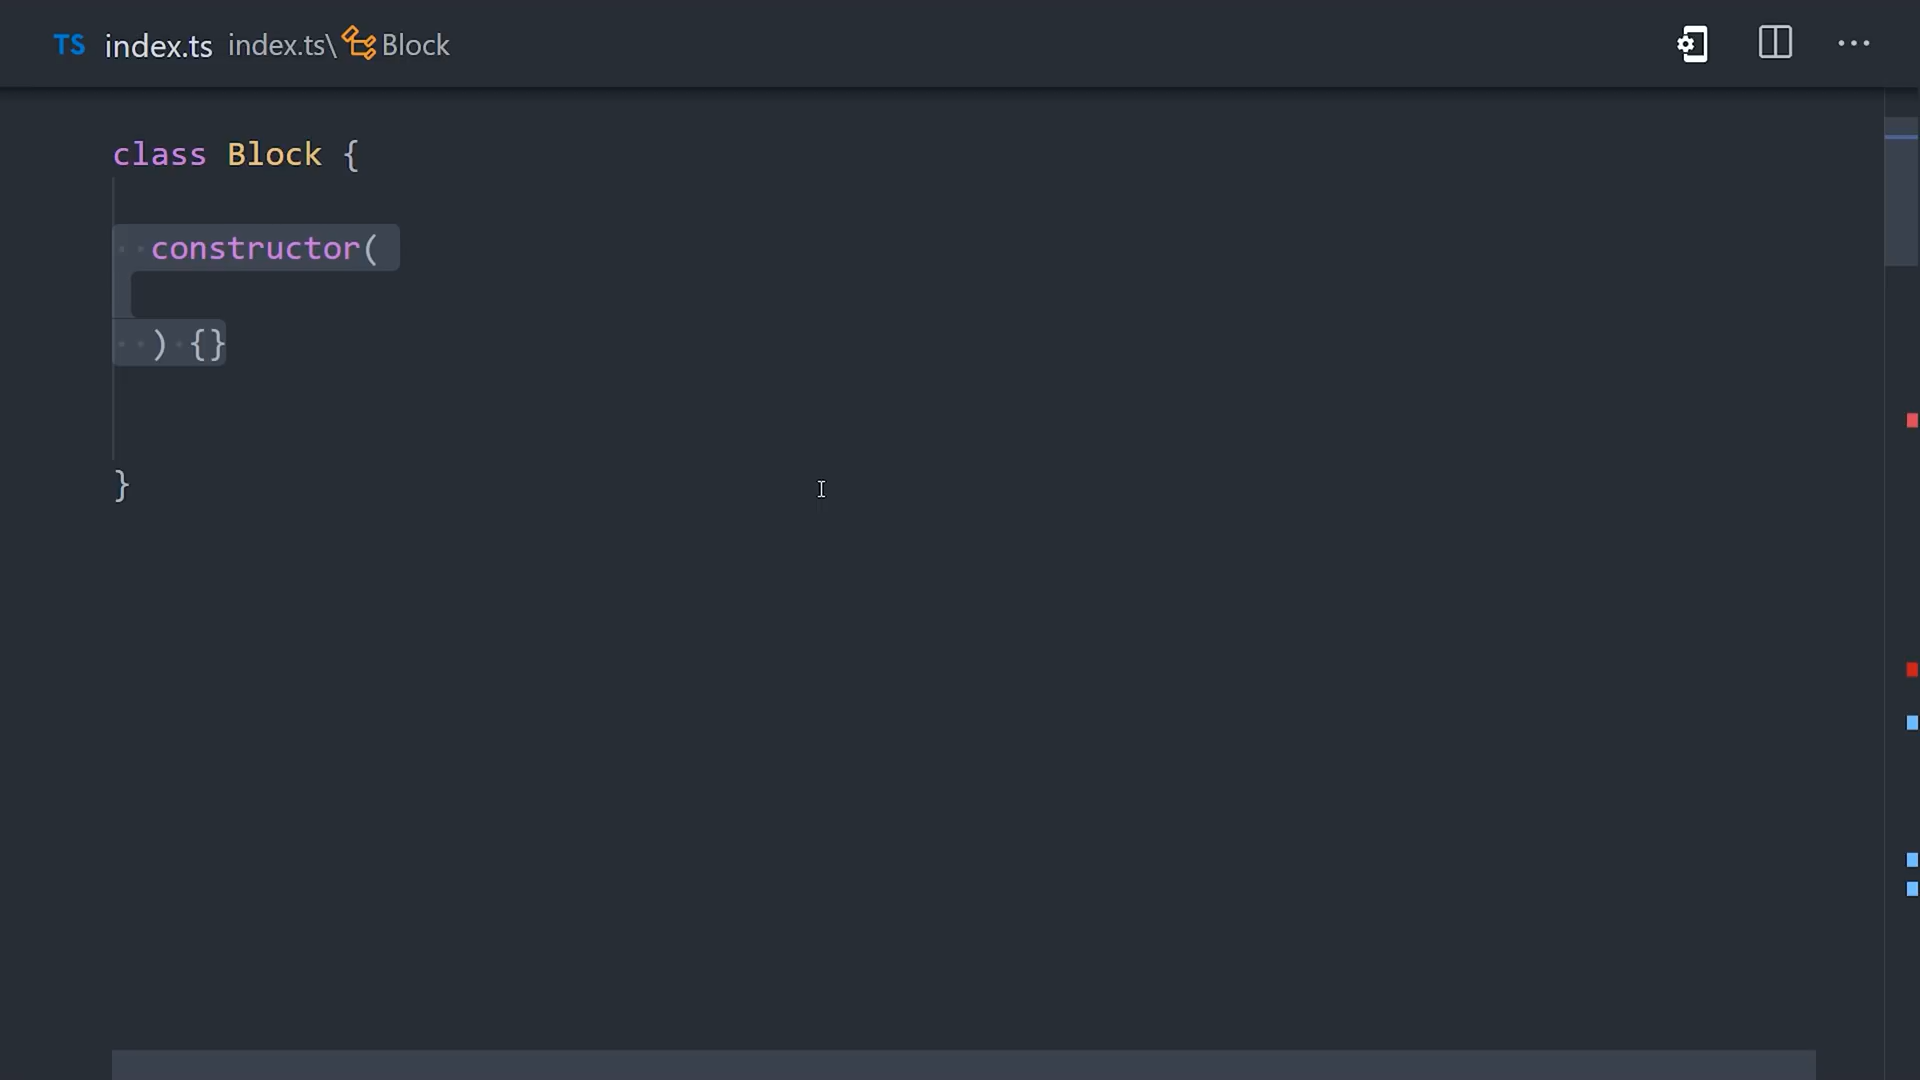 TS index.ts index.ts\ Block
class Block {
constructor(
) {}
}